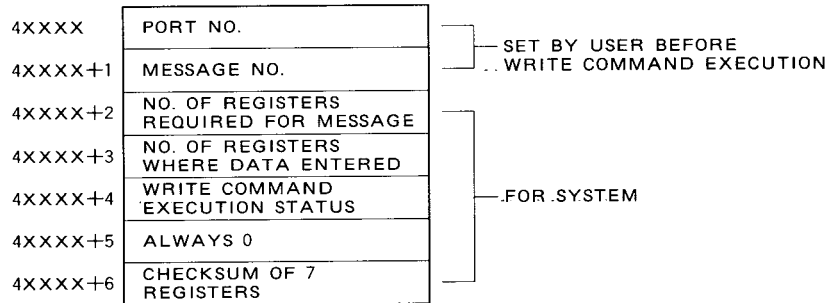 4XXXX PORT NO.
4XXXX+1 MESSAGE NO.
4XXXX+2 NO. OF REGISTERS
REQUIRED FOR MESSAGE
4XXXX+3 NO. OF REGISTERS
WHERE DATA ENTERED
4XXXX+4 WRITE COMMAND
EXECUTION STATUS
4XXXX+5 ALWAYS 0
4XXXX+6 CHECKSUM OF 7
REGISTERS
SET BY USER BEFORE
WRITE COMMAND EXECUTION
FOR SYSTEM